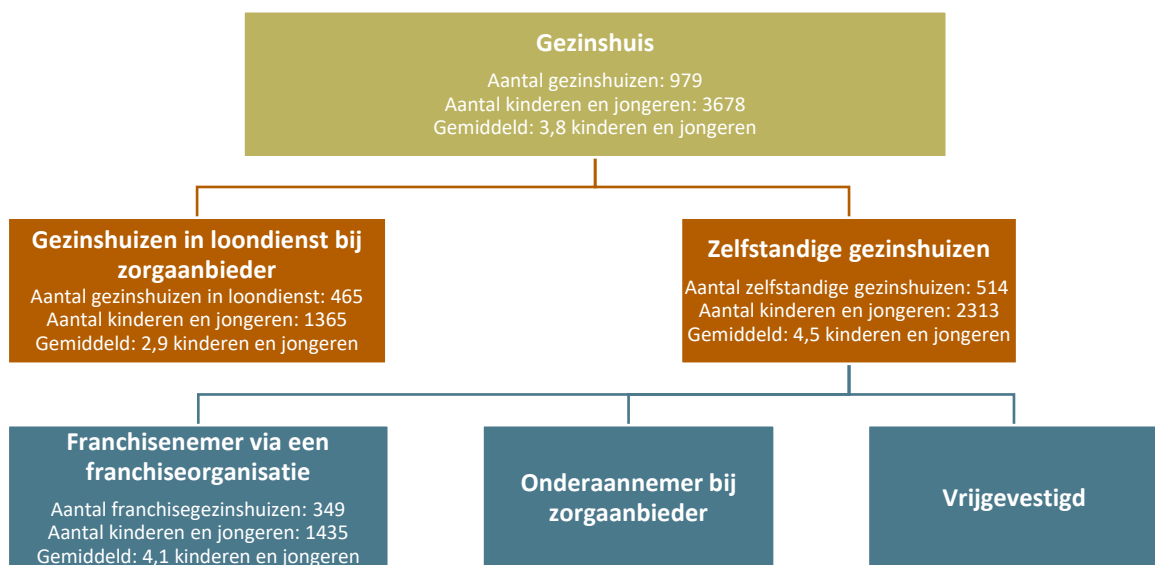 Gezinshuis
Aantal gezinshuizen: 979
Aantal kinderen en jongeren: 3678
Gemiddeld: 3,8 kinderen en jongeren
Gezinshuizen in loondienst bij
zorgaanbieder
Aantal gezinshuizen in loondienst: 465
Aantal kinderen en jongeren: 1365
Gemiddeld: 2,9 kinderen en jongeren
Zelfstandige gezinshuizen
Aantal zelfstandige gezinshuizen: 514
Aantal kinderen en jongeren: 2313
Gemiddeld: 4,5 kinderen en jongeren
Franchisenemer via een
franchiseorganisatie
Aantal franchisegezinshuizen: 349
Aantal kinderen en jongeren: 1435
Gemiddeld: 4,1 kinderen en jongeren
Onderaannemer bij
zorgaanbieder
Vrijgevestigd